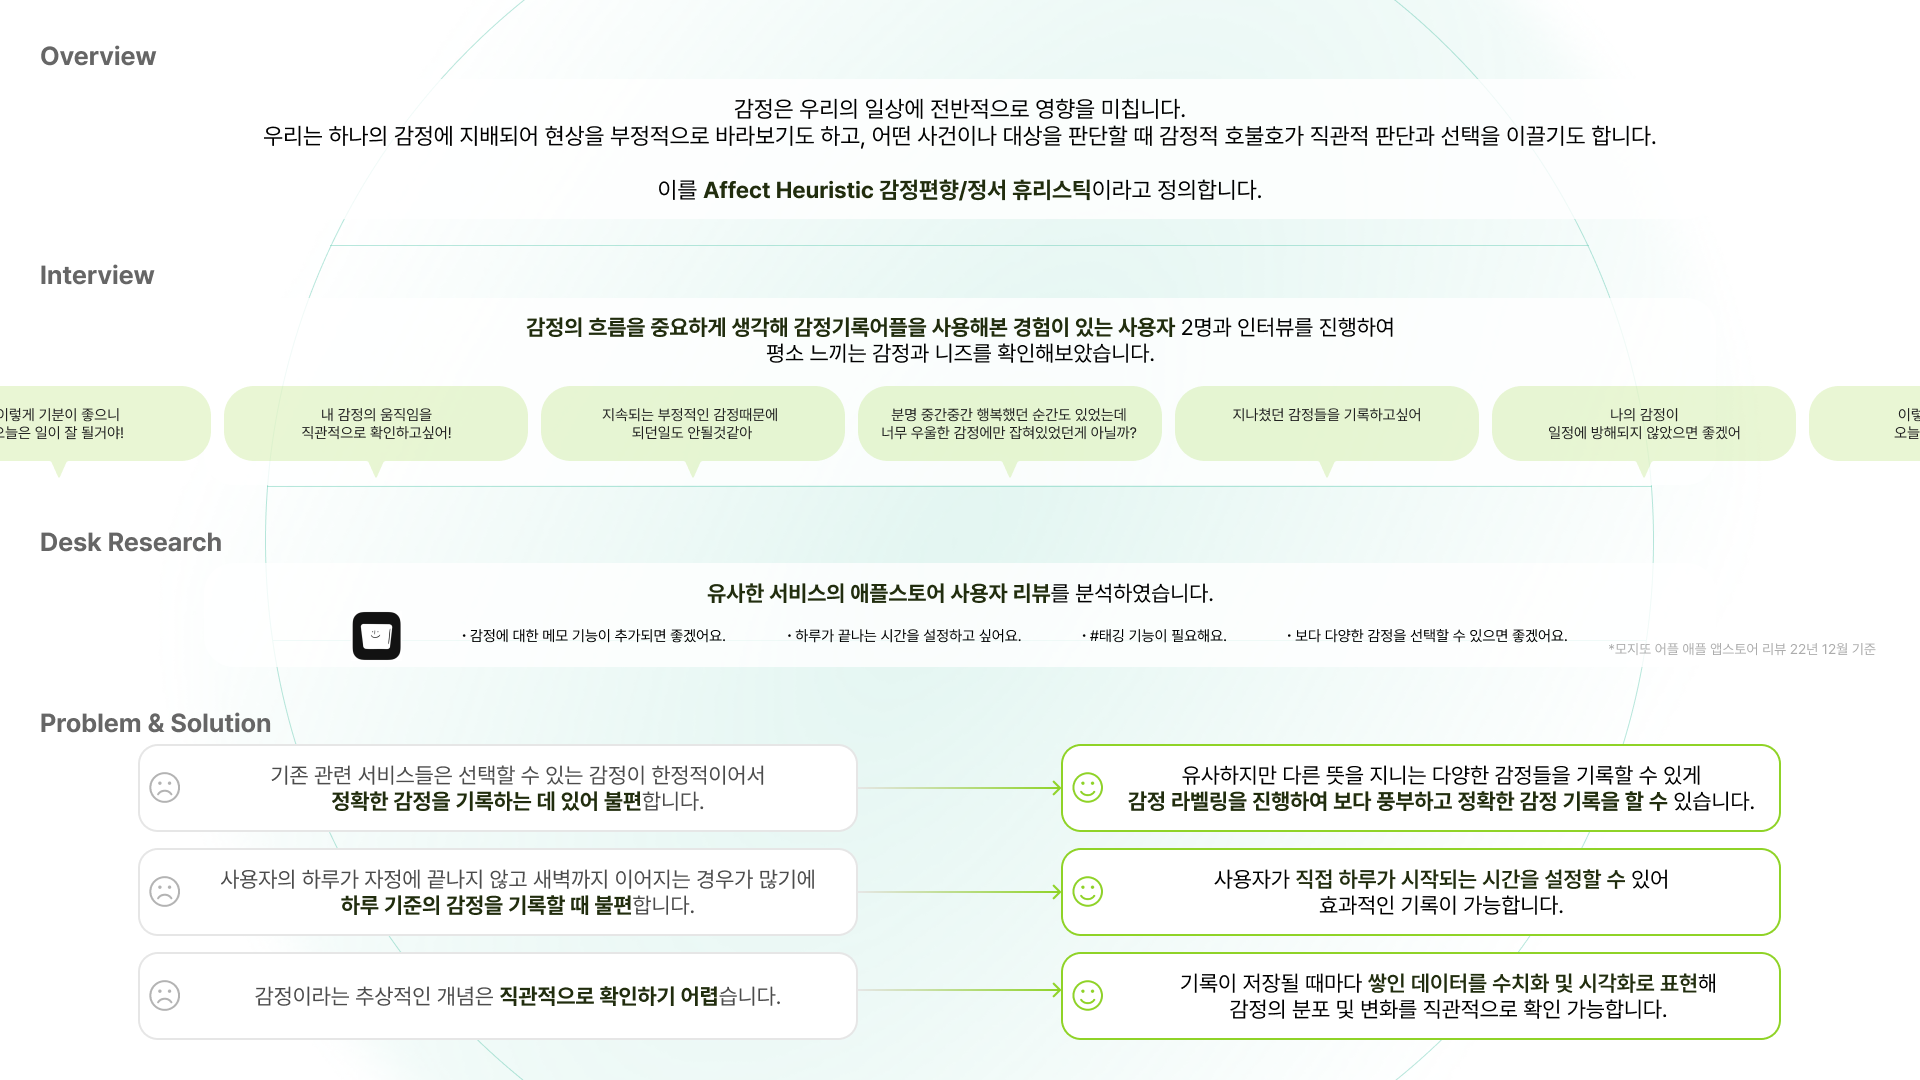 Overview
감정은 우리의 일상에 전반적으로 영향을 미칩니다.
우리는 하나의 감정에 지배되어 현상을 부정적으로 바라보기도 하고, 어떤 사건이나 대상을 판단할 때 감정적 호불호가 직관적 판단과 선택을 이끌기도 합니다.
이를 Affect Heuristic 감정편향/정서 휴리스틱이라고 정의합니다.
Interview
감정의 흐름을 중요하게 생각해 감정기록어플을 사용해본 경험이 있는 사용자 2명과 인터뷰를 진행하여
평소 느끼는 감정과 니즈를 확인해보았습니다.
이렇게 기분이 좋으니
오늘은 일이 잘 될거야!
내 감정의 움직임을
직관적으로 확인하고싶어!
지속되는 부정적인 감정때문에
되던일도 안될것같아
분명 중간중간 행복했던 순간도 있었는데
너무 우울한 감정에만 잡혀있었던게 아닐까?
지나쳤던 감정들을 기록하고싶어
나의 감정이
일정에 방해되지 않았으면 좋겠어
이렇
오늘
Desk Research
유사한 서비스의 애플스토어 사용자 리뷰를 분석하였습니다.
· 감정에 대한 메모 기능이 추가되면 좋겠어요.
· 하루가 끝나는 시간을 설정하고 싶어요.
· #태깅 기능이 필요해요.
· 보다 다양한 감정을 선택할 수 있으면 좋겠어요.
*모지또 어플 애플 앱스토어 리뷰 22년 12월 기준
Problem & Solution
기존 관련 서비스들은 선택할 수 있는 감정이 한정적이어서
정확한 감정을 기록하는 데 있어 불편합니다.
유사하지만 다른 뜻을 지니는 다양한 감정들을 기록할 수 있게
감정 라벨링을 진행하여 보다 풍부하고 정확한 감정 기록을 할 수 있습니다.
사용자의 하루가 자정에 끝나지 않고 새벽까지 이어지는 경우가 많기에
하루 기준의 감정을 기록할 때 불편합니다.
사용자가 직접 하루가 시작되는 시간을 설정할 수 있어
효과적인 기록이 가능합니다.
감정이라는 추상적인 개념은 직관적으로 확인하기 어렵습니다.
기록이 저장될 때마다 쌓인 데이터를 수치화 및 시각화로 표현해
감정의 분포 및 변화를 직관적으로 확인 가능합니다.